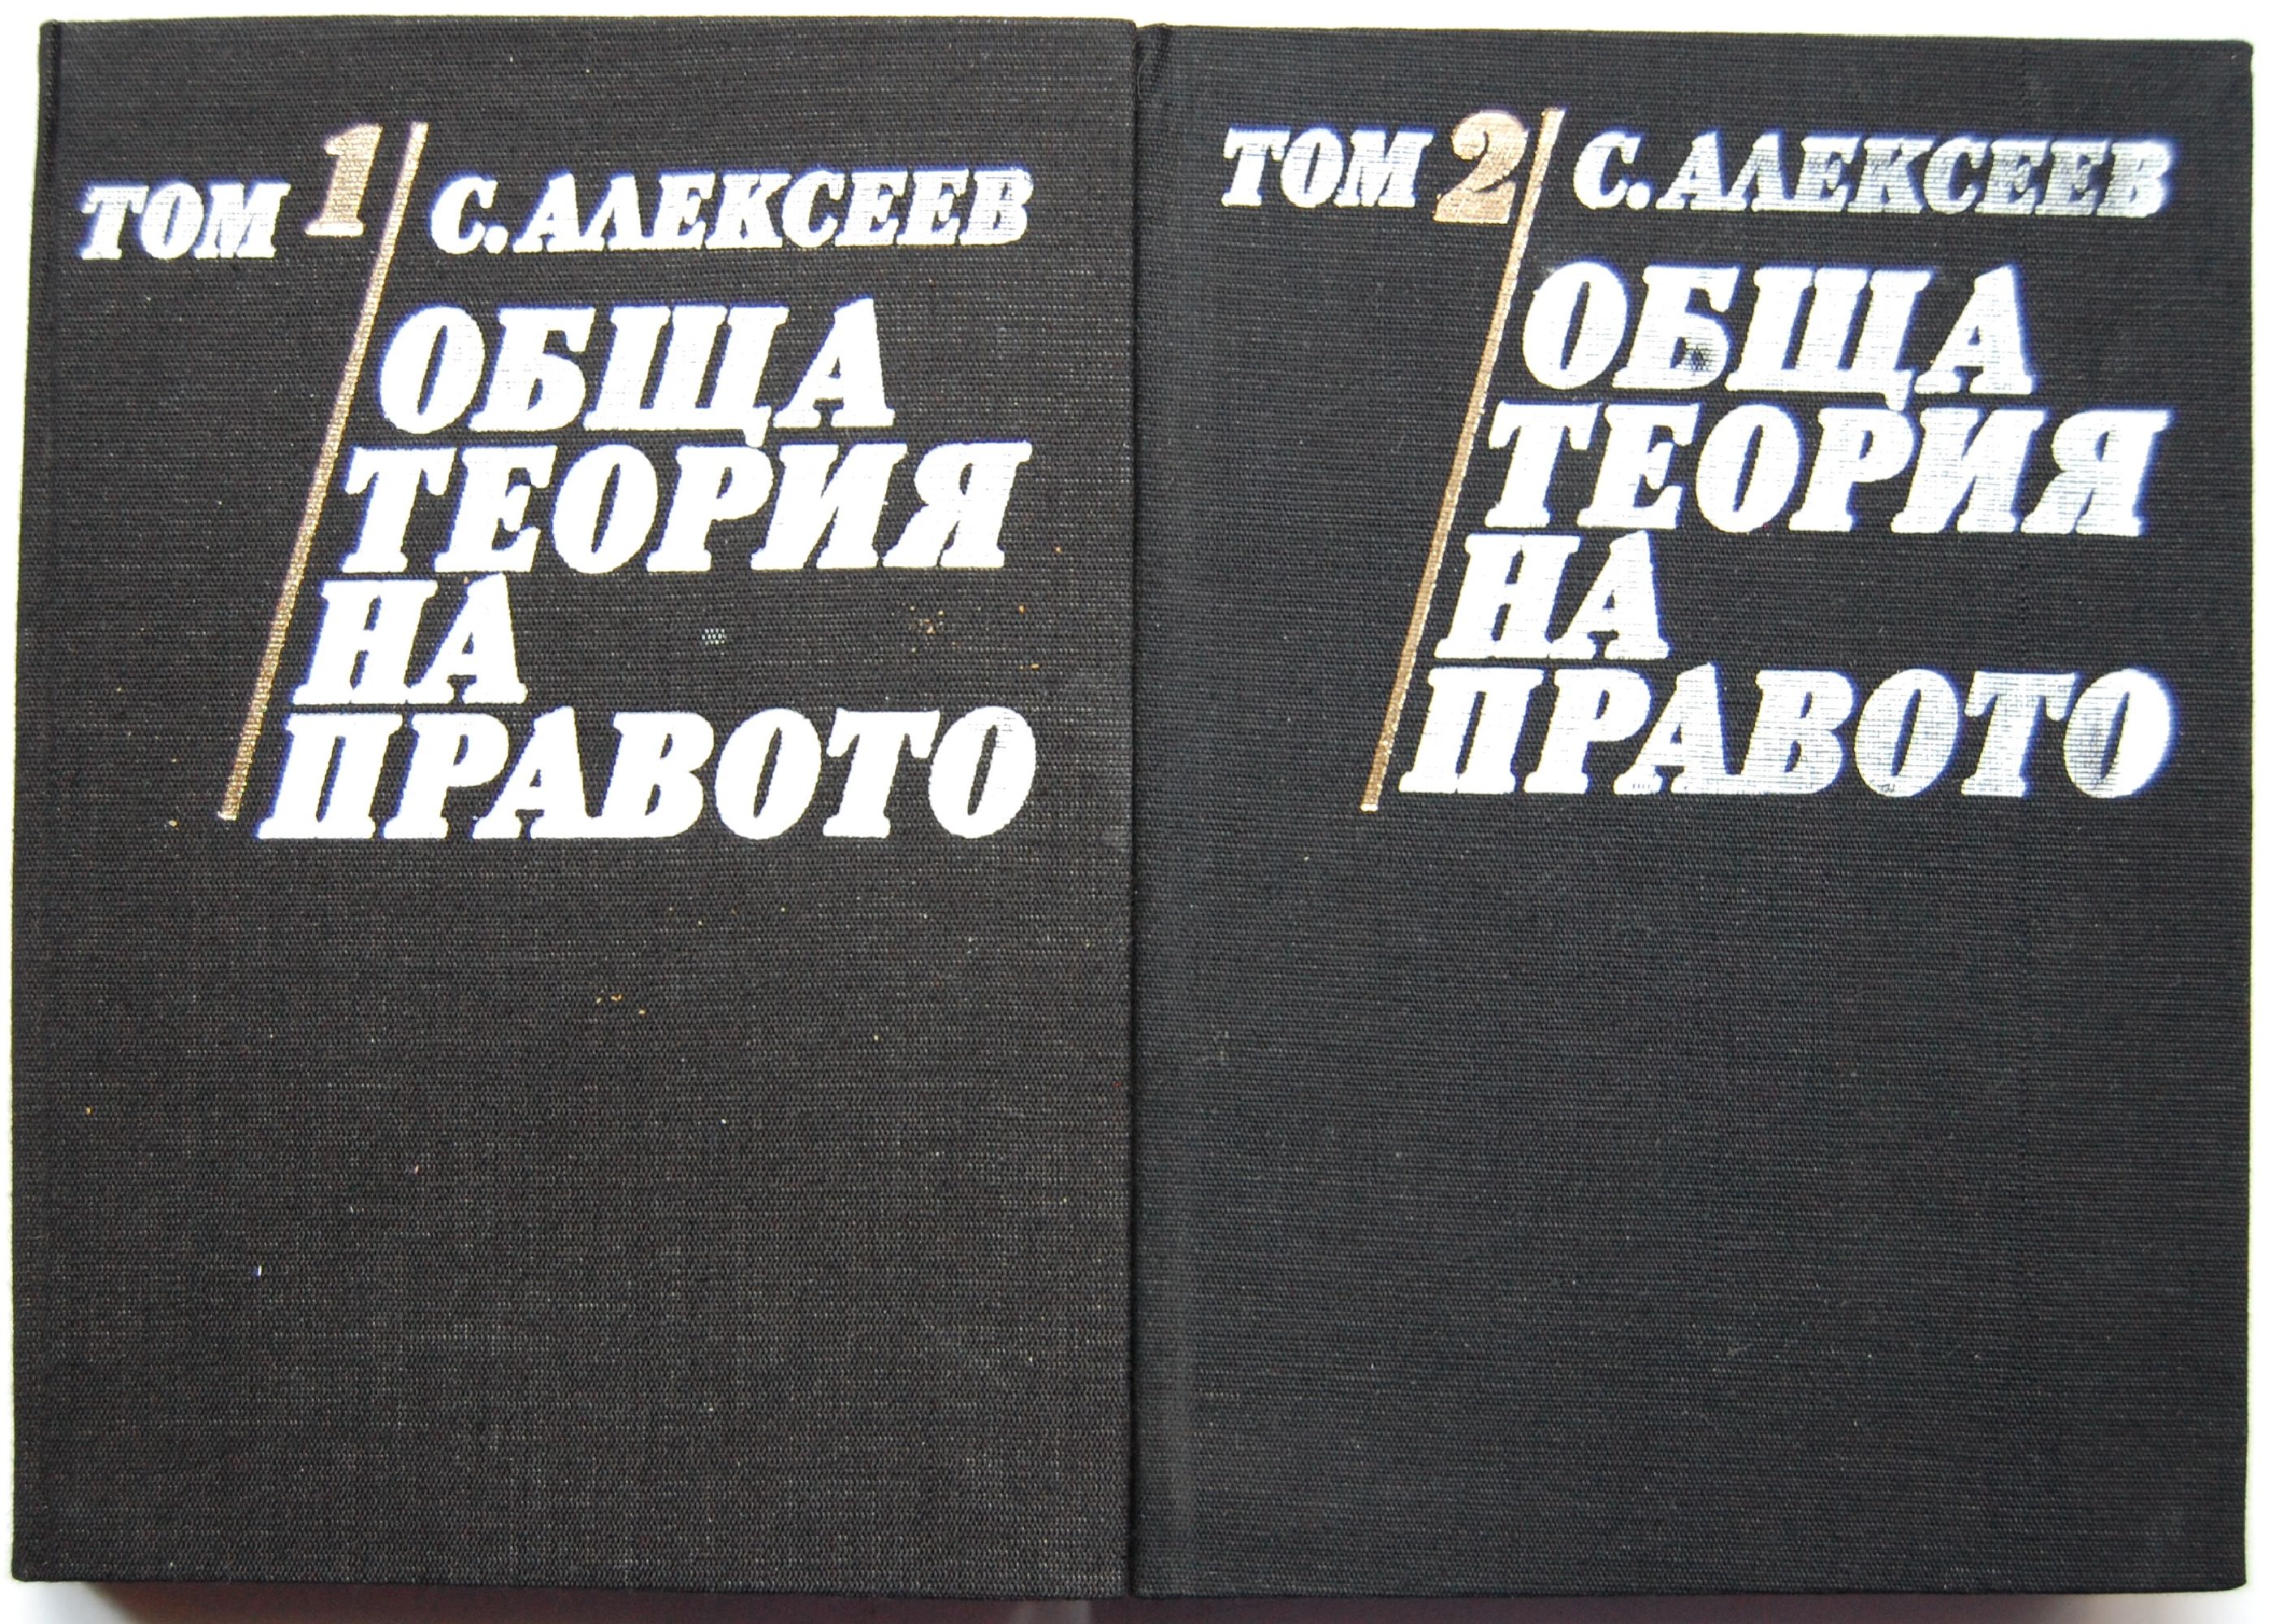 ТОМ 1 С. АЛЕКСЕЕВ
ОБЩА
ТЕОРИЯ
НА
ПРАВОТО
ТОМ 2 С. АЛЕКСЕЕВ
ОБЩА
ТЕОРИЯ
НА
ПРАВОТО